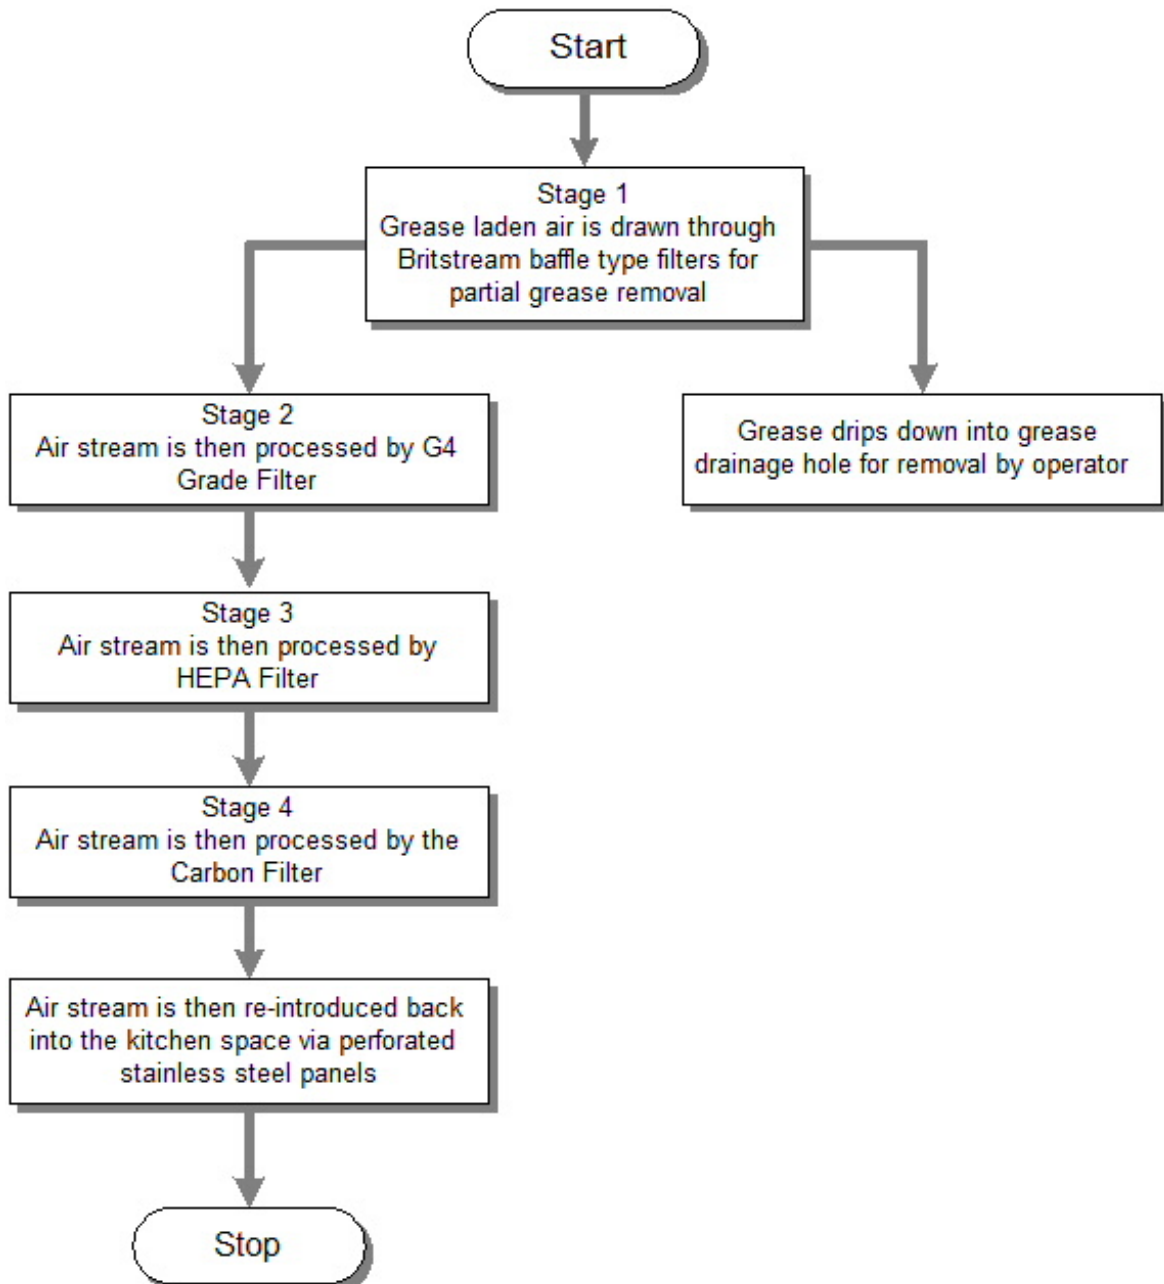 Start
Stage 1
Grease laden air is drawn through
Britstream baffle type filters for
partial grease removal
Stage 2
Air stream is then processed by G4
Grade Filter
Grease drips down into grease
drainage hole for removal by operator
Stage 3
Air stream is then processed by
HEPA Filter
Stage 4
Air stream is then processed by the
Carbon Filter
Air stream is then re-introduced back
into the kitchen space via perforated
stainless steel panels
Stop